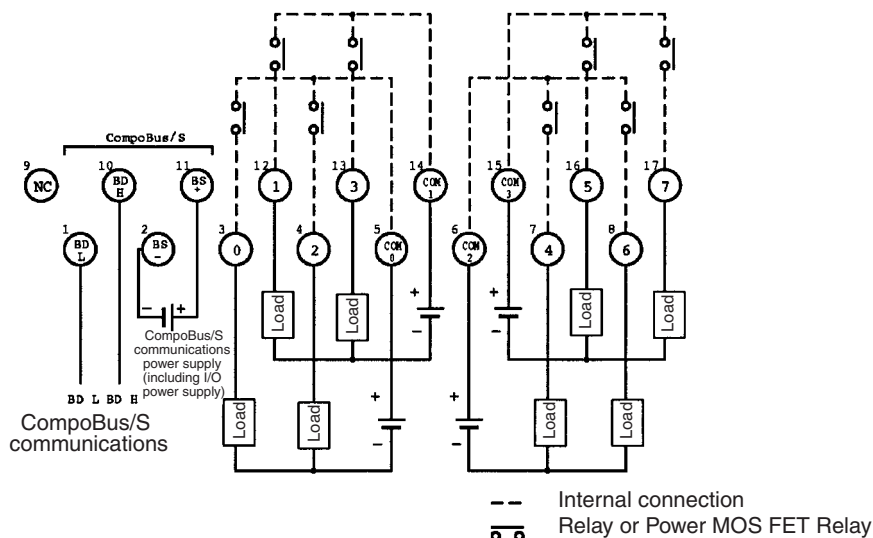 CompoBus/S
9 10 11 12 13 14 15 16 17
NC BD H BS + 1 3 COM 1 COM 3 5 7
1 2 3 4 5 6 7 8
BD L BS − 0 2 COM 0 COM 2 4 6
− +
+ −
Load Load
+ −
Load Load
CompoBus/S
communications
power supply
(including I/O
power supply)
BD L BD H
CompoBus/S
communications
Load Load
+ −
+ −
Load Load
Internal connection
Relay or Power MOS FET Relay